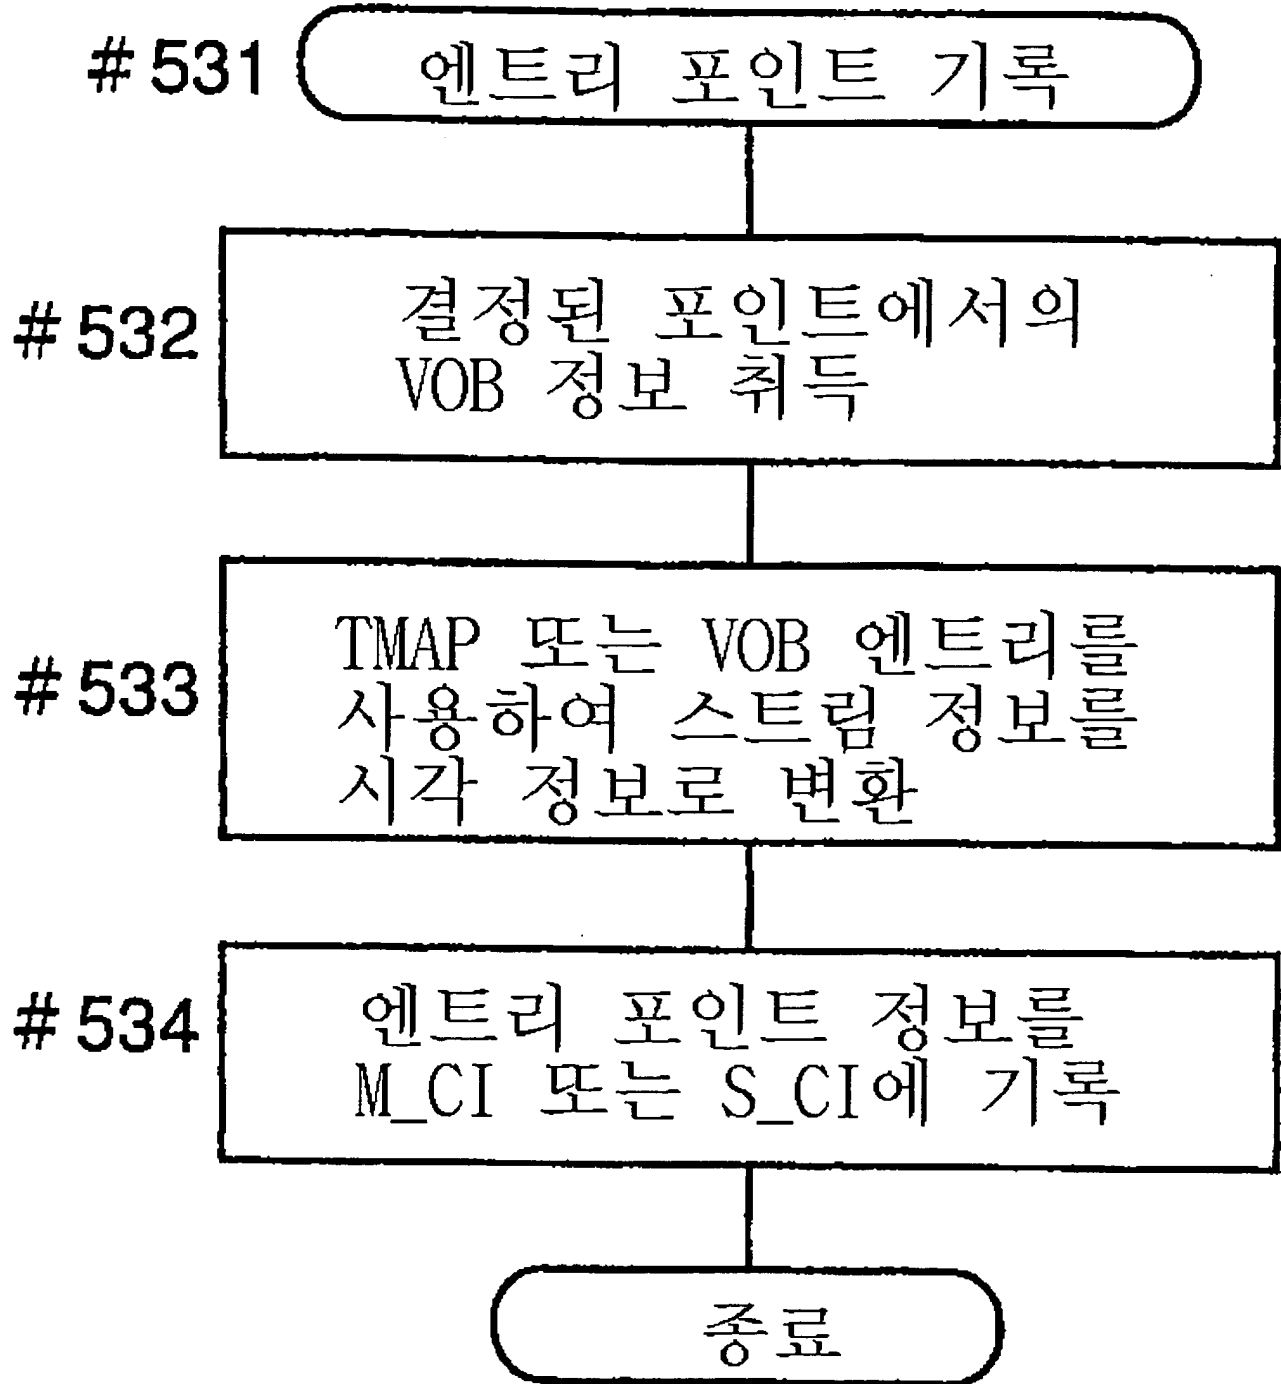 #531 엔트리 포인트 기록
#532 결정된 포인트에서의
VOB 정보 취득
TMAP 또는 VOB 엔트리를
#533 사용하여 스트림 정보를
시각 정보로 변환
#534 엔트리 포인트 정보를
M_CI 또는 S_CI에 기록
종료